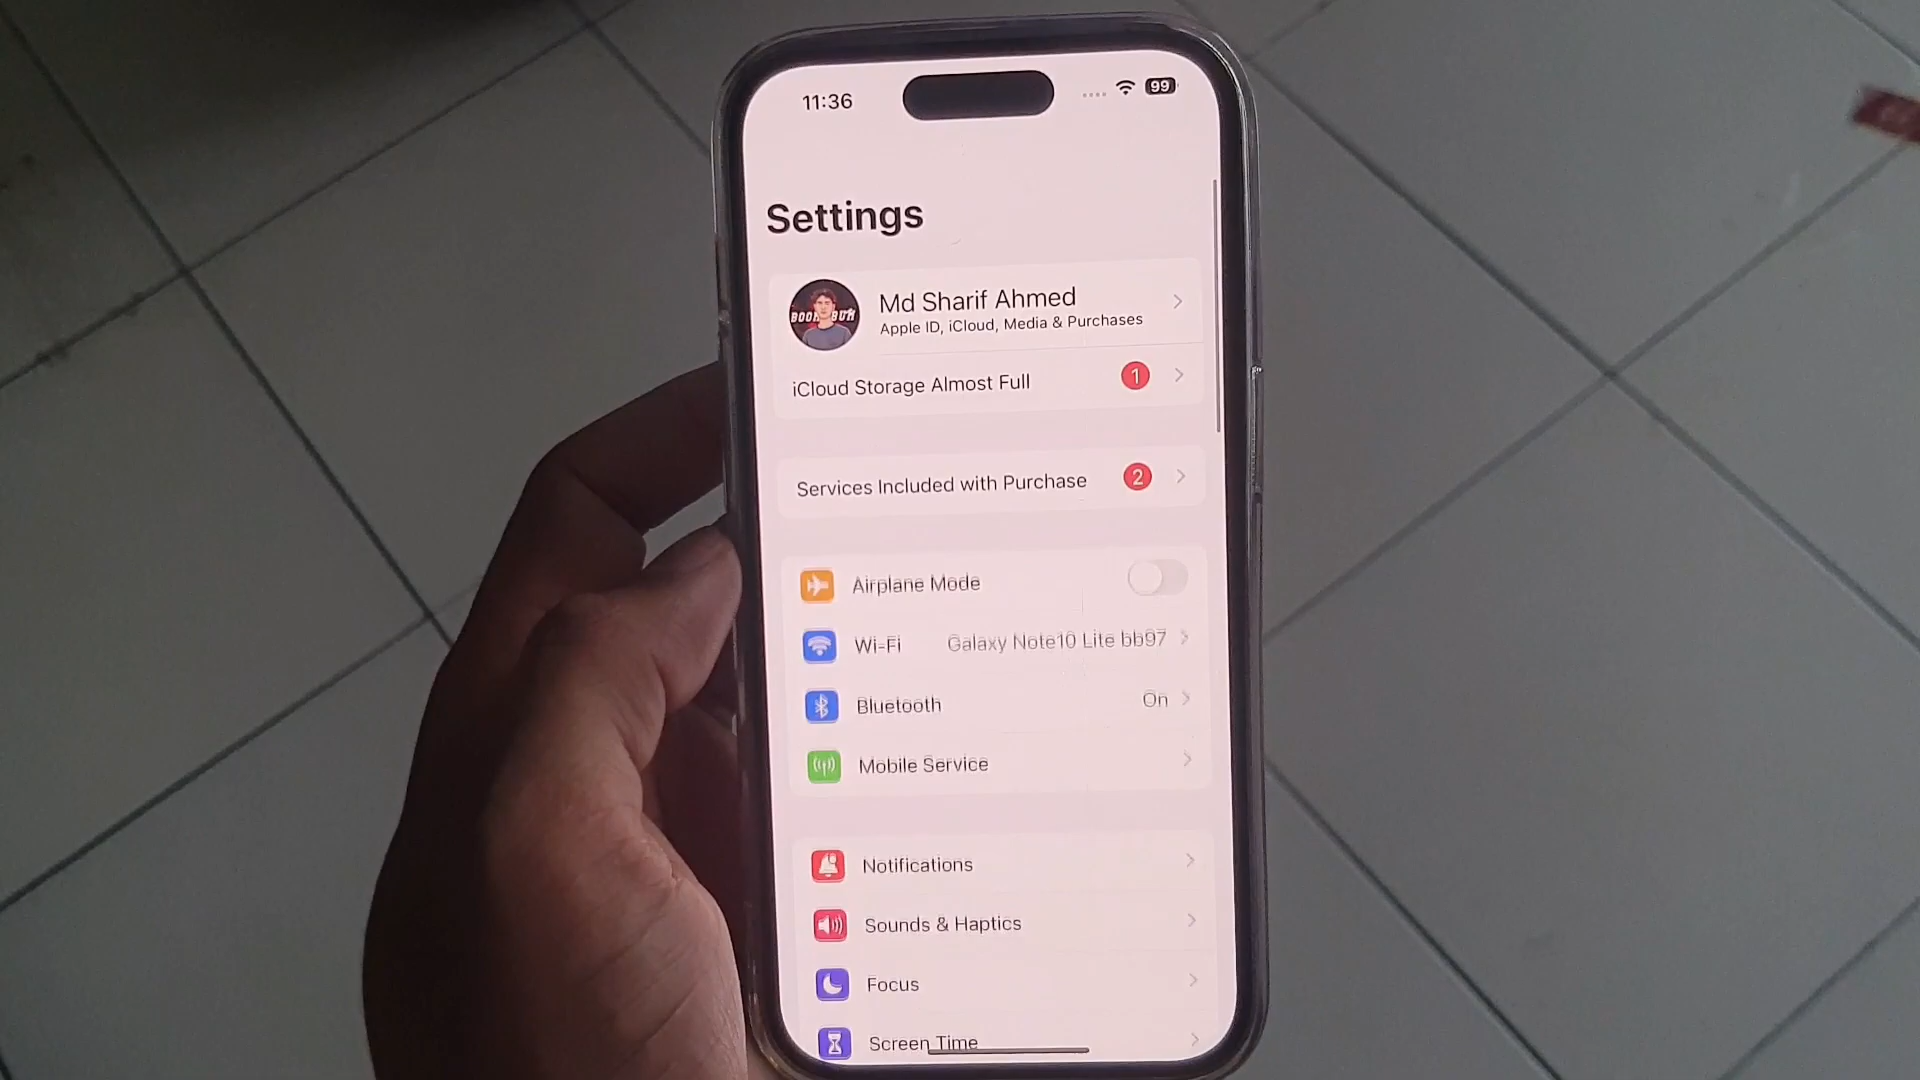 11:36
99
Settings
Md Sharif Ahmed
Apple ID, iCloud, Media & Purchases
iCloud Storage Almost Full 1
Services Included with Purchase 2
Airplane Mode
Wi-Fi Galaxy Note10 Lite bb97
Bluetooth On
Mobile Service
Notifications
Sounds & Haptics
Focus
Screen Time